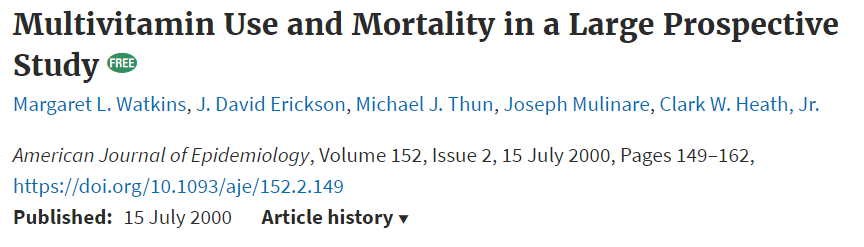 Multivitamin Use and Mortality in a Large Prospective
Study FREE
Margaret L. Watkins, J. David Erickson, Michael J. Thun, Joseph Mulinare, Clark W. Heath, Jr.
American Journal of Epidemiology, Volume 152, Issue 2, 15 July 2000, Pages 149–162,
https://doi.org/10.1093/aje/152.2.149
Published: 15 July 2000 Article history ▾